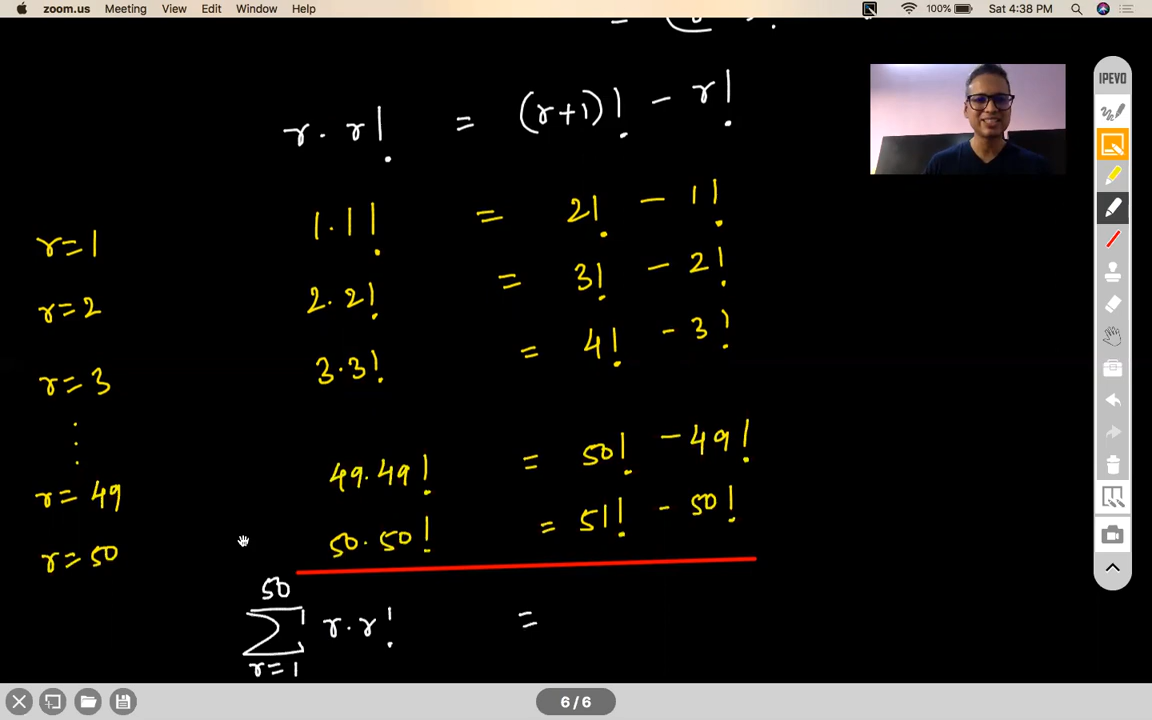 zoom.us Meeting View Edit Window Help 100% Sat 4:38 PM
IPEVO
r . r! = (r+1)! - r!
r=1 1.1! = 2! - 1!
r=2 2.2! = 3! - 2!
r=3 3.3! = 4! - 3!
⋮
r=49 49.49! = 50! - 49!
r=50 50.50! = 51! - 50!
50
∑ r.r! =
r=1
6/6